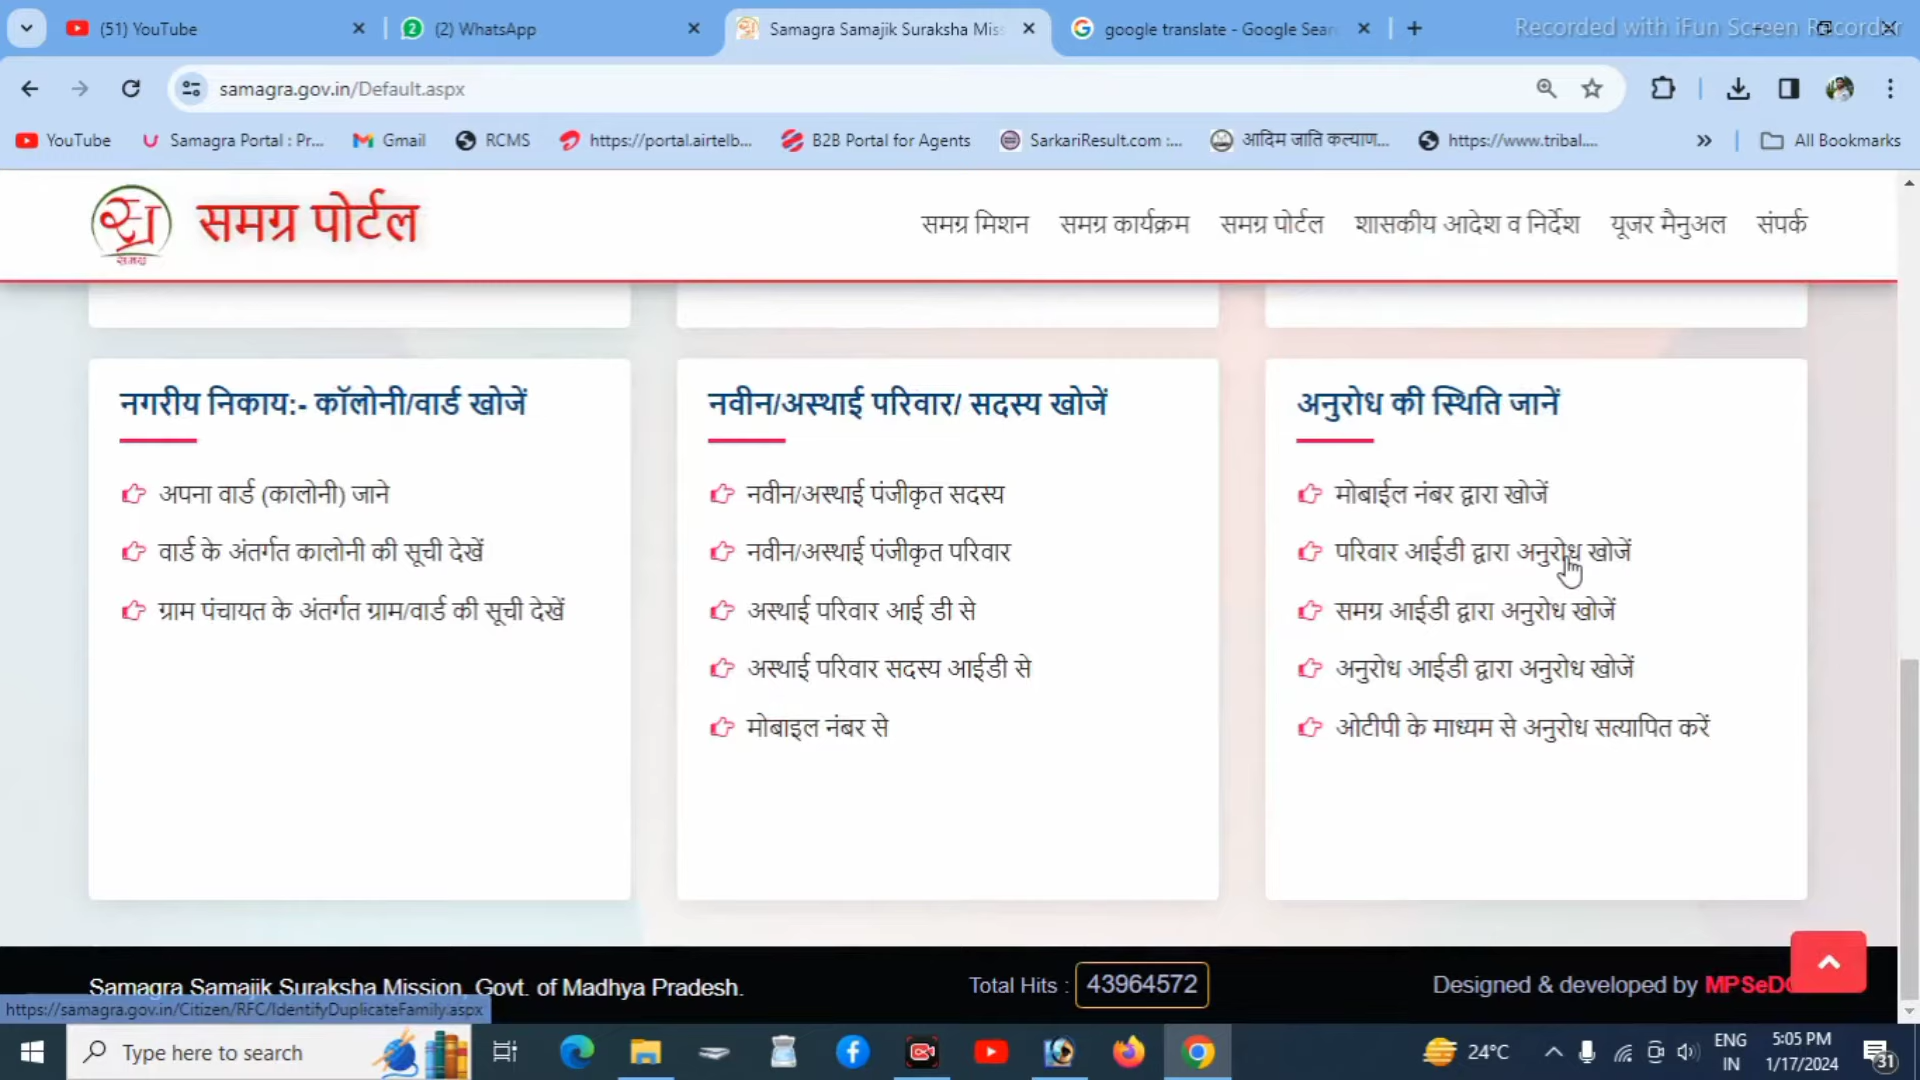 (51) YouTube
(2) WhatsApp
Samagra Samajik Suraksha Miss
google translate - Google Sear
Recorded with iFun Screen Recorder
samagra.gov.in/Default.aspx
YouTube
Samagra Portal : Pr...
Gmail
RCMS
https://portal.airtelb...
B2B Portal for Agents
SarkariResult.com :...
आदिम जाति कल्याण...
https://www.tribal....
All Bookmarks
समग्र
समग्र पोर्टल
समग्र मिशन
समग्र कार्यक्रम
समग्र पोर्टल
शासकीय आदेश व निर्देश
यूजर मैनुअल
संपर्क
नगरीय निकाय:- कॉलोनी/वार्ड खोजें
अपना वार्ड (कालोनी) जाने
वार्ड के अंतर्गत कालोनी की सूची देखें
ग्राम पंचायत के अंतर्गत ग्राम/वार्ड की सूची देखें
नवीन/अस्थाई परिवार/ सदस्य खोजें
नवीन/अस्थाई पंजीकृत सदस्य
नवीन/अस्थाई पंजीकृत परिवार
अस्थाई परिवार आई डी से
अस्थाई परिवार सदस्य आईडी से
मोबाइल नंबर से
अनुरोध की स्थिति जानें
मोबाईल नंबर द्वारा खोजें
परिवार आईडी द्वारा अनुरोध खोजें
समग्र आईडी द्वारा अनुरोध खोजें
अनुरोध आईडी द्वारा अनुरोध खोजें
ओटीपी के माध्यम से अनुरोध सत्यापित करें
Samagra Samajik Suraksha Mission, Govt. of Madhya Pradesh.
Total Hits : 43964572
Designed & developed by MPSeDC
https://samagra.gov.in/Citizen/RFC/IdentifyDuplicateFamily.aspx
Type here to search
24°C
ENG
IN
5:05 PM
1/17/2024
31